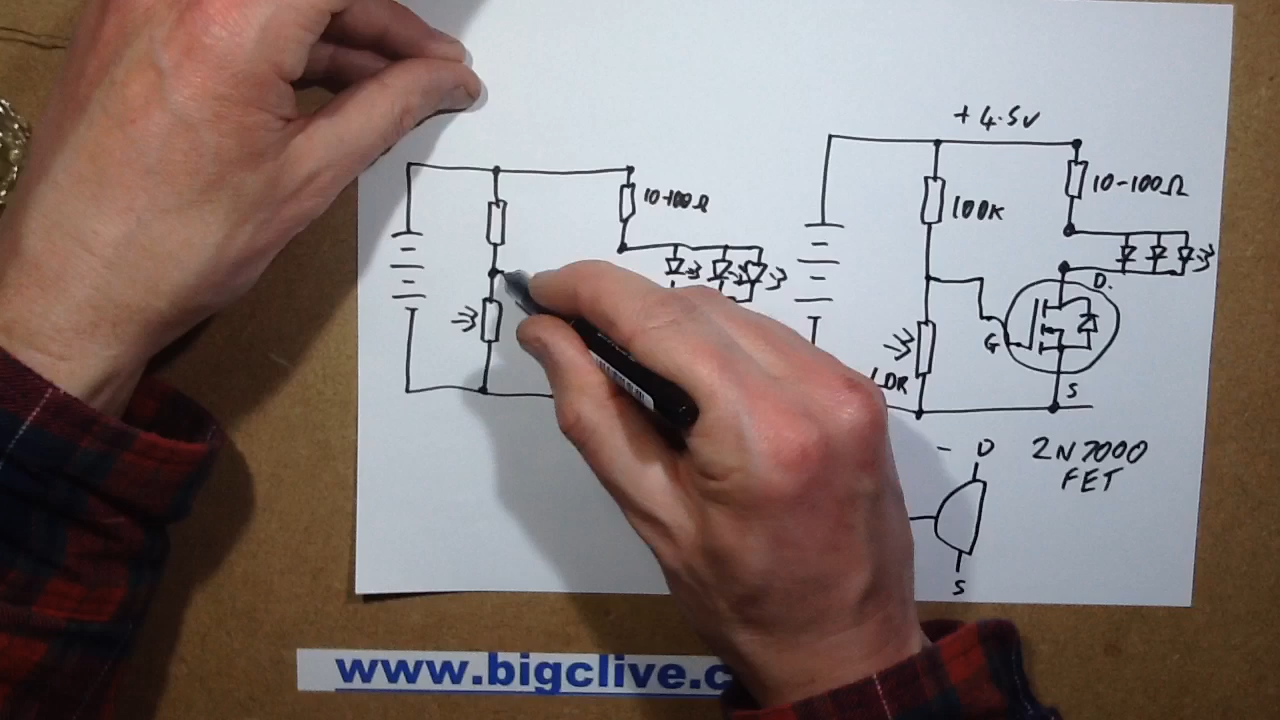 + 4.5V
10-100Ω
10-100Ω
100K
D.
G
LDR
S
- D
2N7000
FET
S
www.bigclive.c